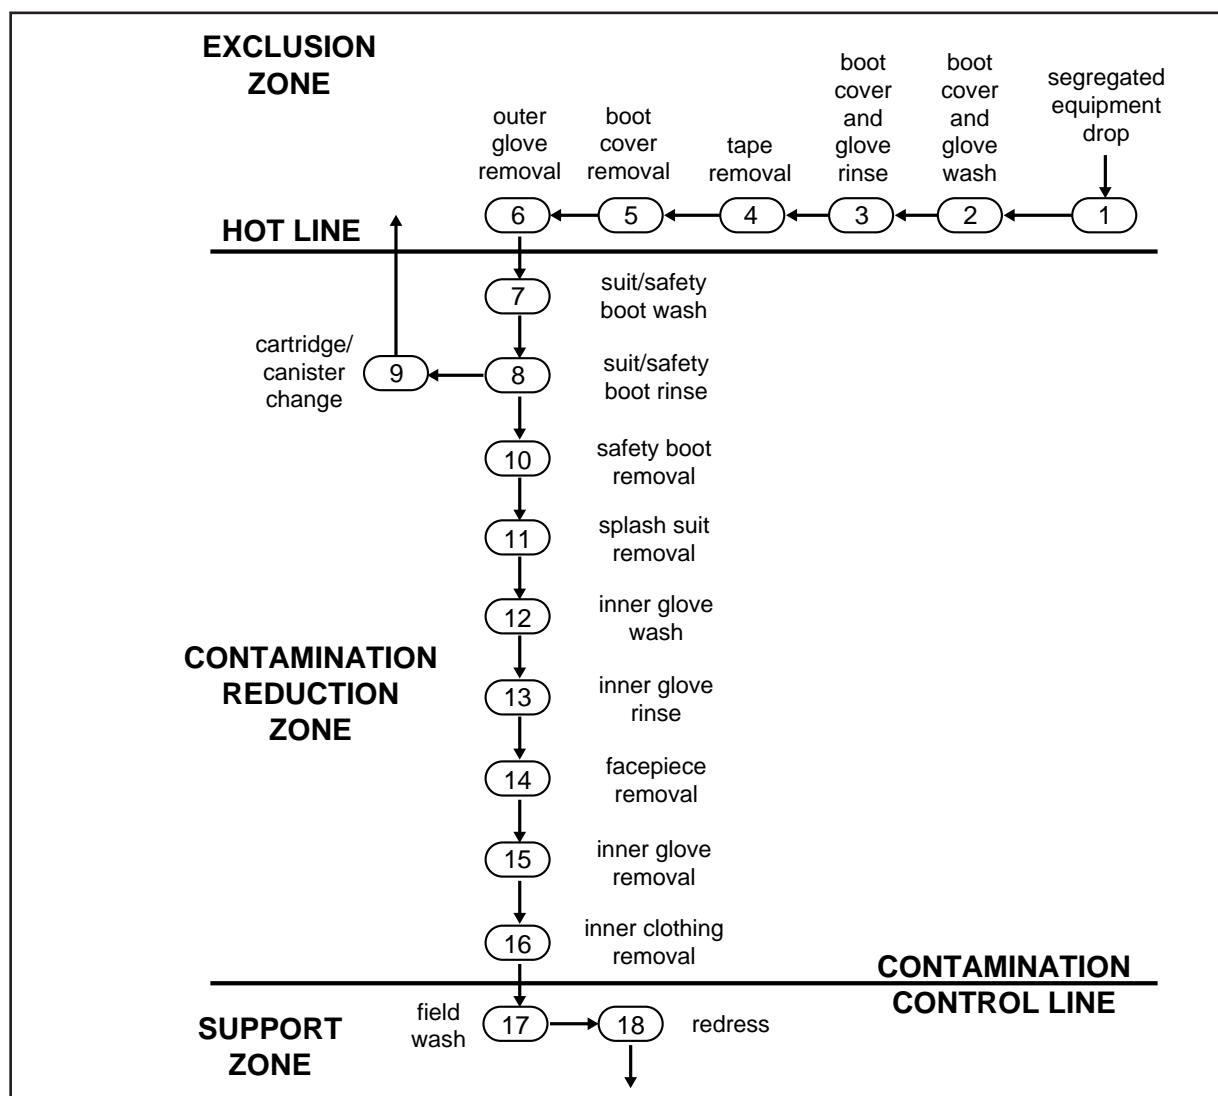 EXCLUSION
ZONE
outer
glove
removal
boot
cover
removal
tape
removal
boot
cover
and
glove
rinse
boot
cover
and
glove
wash
segregated
equipment
drop
6
5
4
3
2
1
HOT LINE
7
suit/safety
boot wash
cartridge/
canister
change
9
8
suit/safety
boot rinse
10
safety boot
removal
11
splash suit
removal
12
inner glove
wash
CONTAMINATION
REDUCTION
ZONE
13
inner glove
rinse
14
facepiece
removal
15
inner glove
removal
16
inner clothing
removal
CONTAMINATION
CONTROL LINE
SUPPORT
ZONE
field
wash
17
18
redress